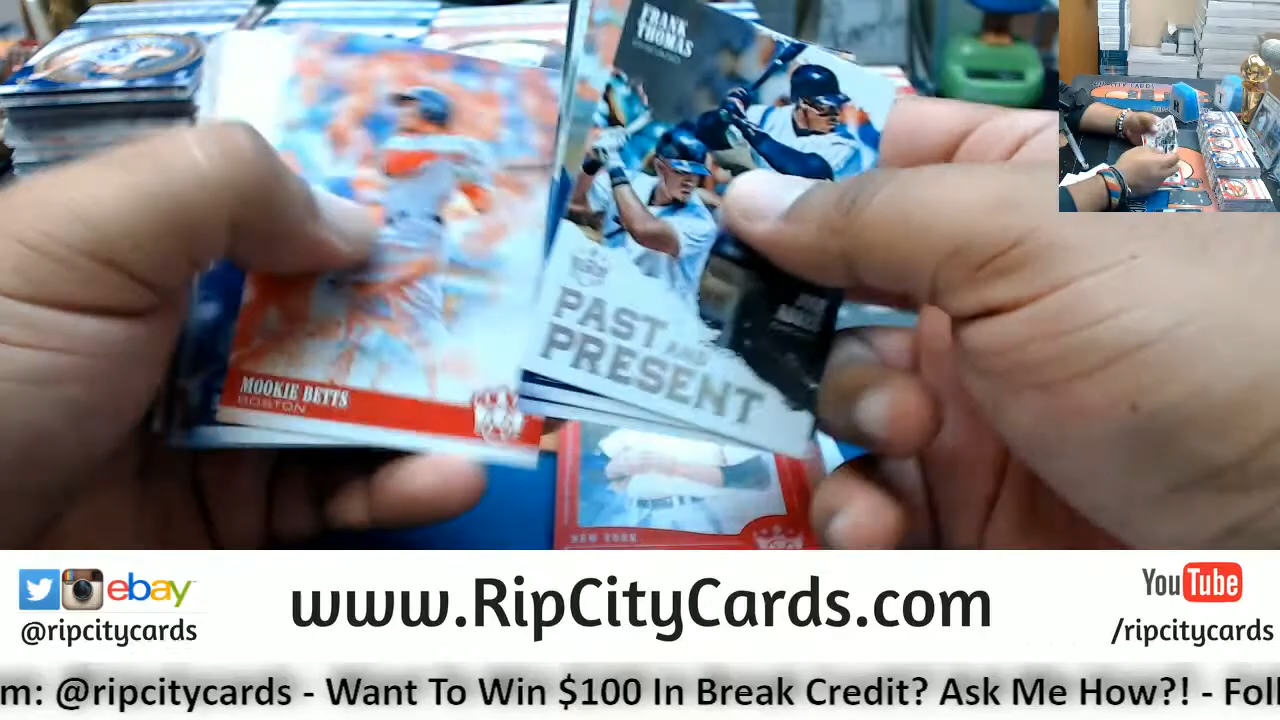 FRANK
THOMAS
PAST AND
PRESENT
MOOKIE BETTS
BOSTON
NEW YORK
ebay
@ripcitycards
www.RipCityCards.com
YouTube
/ripcitycards
m: @ripcitycards - Want To Win $100 In Break Credit? Ask Me How?! - Foll